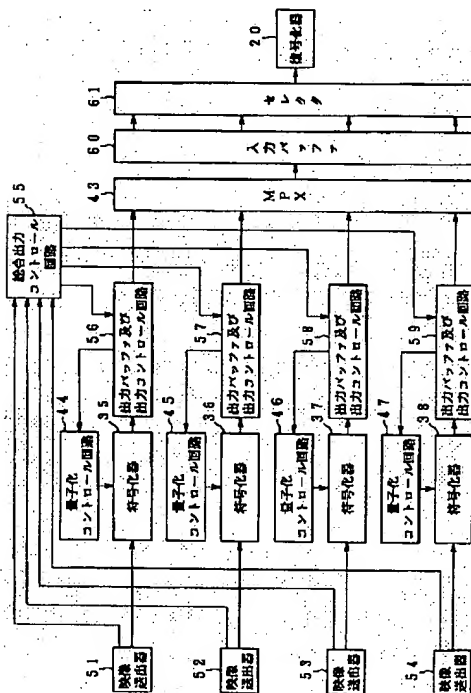 55
総合出力
コントロール
回路
44
量子化
コントロール回路
51
映像
送出器
35
符号化器
56
出力バッファ及び
出力コントロール回路
45
量子化
コントロール回路
52
映像
送出器
36
符号化器
57
出力バッファ及び
出力コントロール回路
46
量子化
コントロール回路
53
映像
送出器
37
符号化器
58
出力バッファ及び
出力コントロール回路
47
量子化
コントロール回路
54
映像
送出器
38
符号化器
59
出力バッファ及び
出力コントロール回路
43
MPX
60
入力バッファ
61
セレクタ
20
復号化器